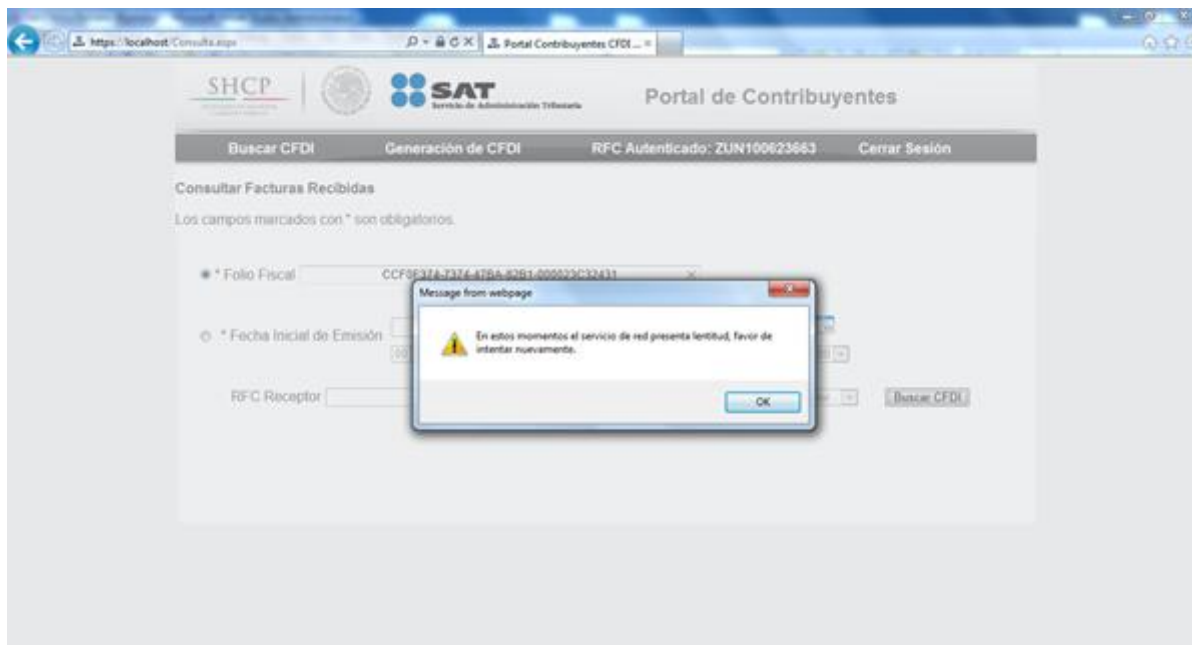 https://localhost/Consulta.aspx
Portal Contribuyentes CFDI ...
SHCP
SAT
Servicio de Administración Tributaria
Portal de Contribuyentes
Buscar CFDI
Generación de CFDI
RFC Autenticado: ZUN100623663
Cerrar Sesión
Consultar Facturas Recibidas
Los campos marcados con * son obligatorios.
* Folio Fiscal
* Fecha Inicial de Emisión
Message from webpage
En estos momentos el servicio de red presenta lentitud, favor de
intentar nuevamente.
OK
RFC Receptor
Buscar CFDI